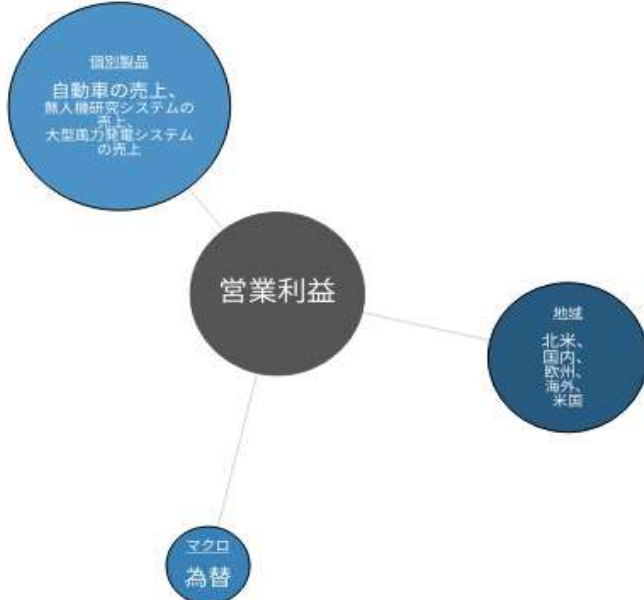 個別製品
自動車の売上、
無人機研究システムの
売上、
大型風力発電システム
の売上
営業利益
地域
北米、
国内、
欧州、
海外、
米国
マクロ
為替